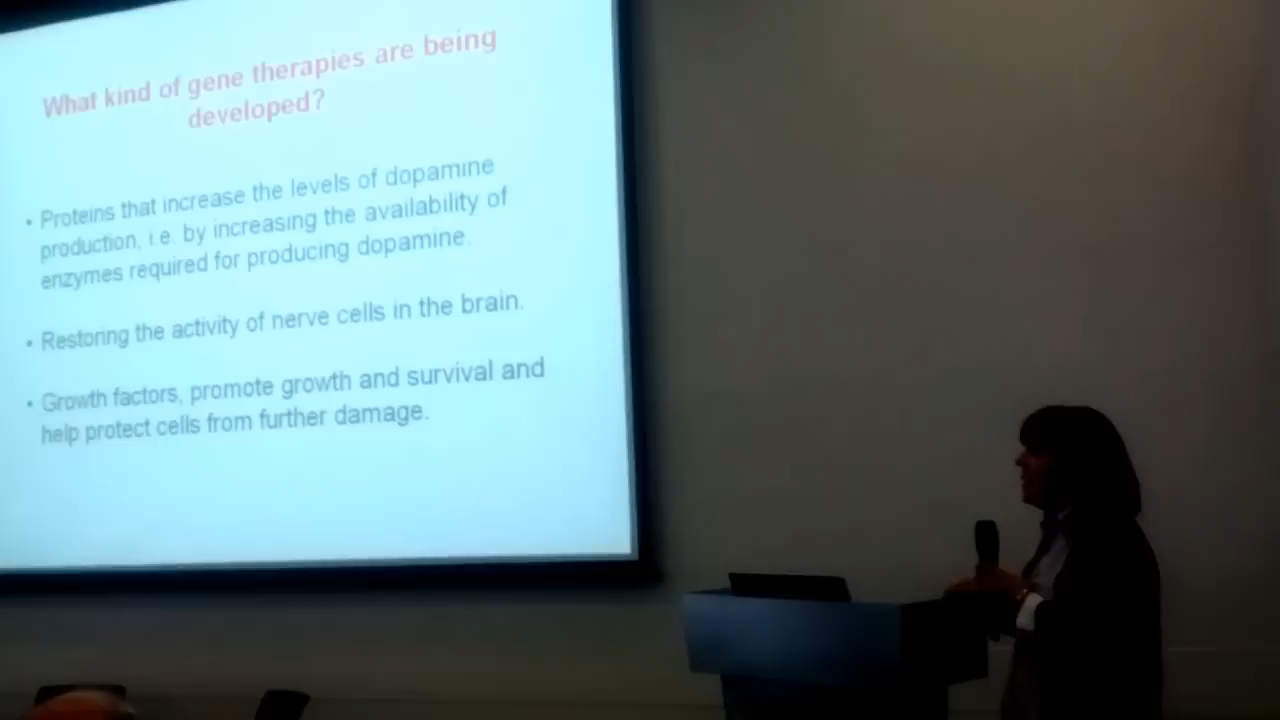 What kind of gene therapies are being
developed?
• Proteins that increase the levels of dopamine
production, i.e. by increasing the availability of
enzymes required for producing dopamine.
• Restoring the activity of nerve cells in the brain.
• Growth factors, promote growth and survival and
help protect cells from further damage.